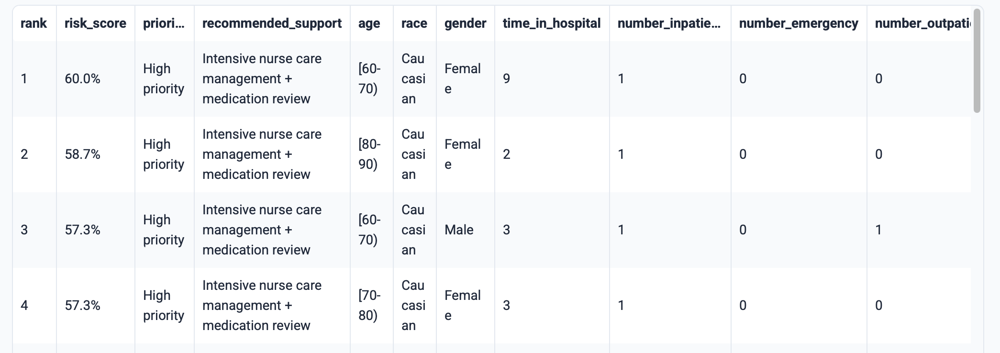 rank risk_score priori... recommended_support age race gender time_in_hospital number_inpatie... number_emergency number_outpati
1 60.0% High priority Intensive nurse care management + medication review [60-70) Caucasian Female 9 1 0 0
2 58.7% High priority Intensive nurse care management + medication review [80-90) Caucasian Female 2 1 0 0
3 57.3% High priority Intensive nurse care management + medication review [60-70) Caucasian Male 3 1 0 1
4 57.3% High priority Intensive nurse care management + medication review [70-80) Caucasian Female 3 1 0 0